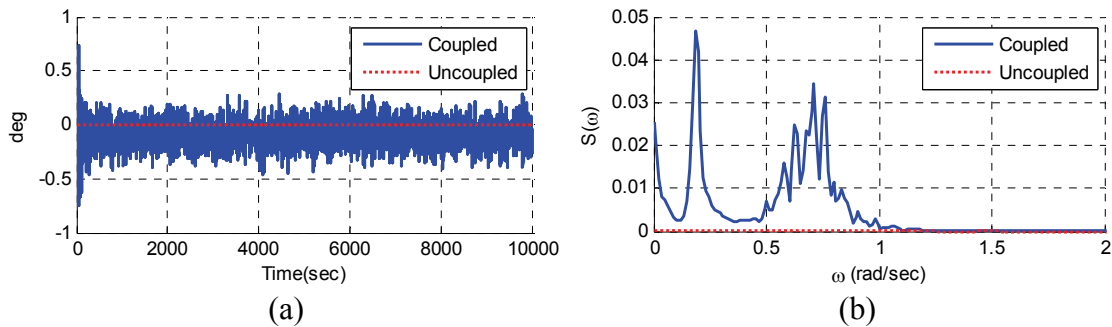 1
0.5
0
-0.5
-1
deg
0 2000 4000 6000 8000 10000
Time(sec)
Coupled
Uncoupled
(a)
0.05
0.04
0.03
0.02
0.01
0
S(ω)
0 0.5 1 1.5 2
ω (rad/sec)
Coupled
Uncoupled
(b)